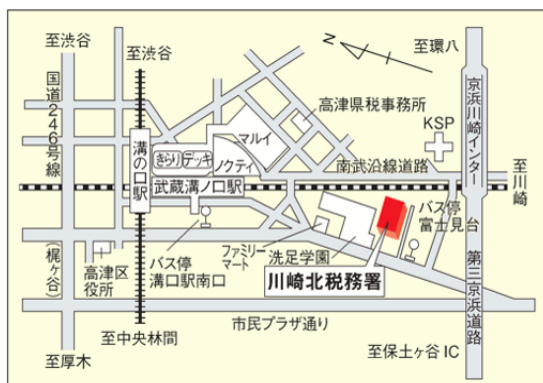 至渋谷
至渋谷
N
至環八
国道246号線
高津県税事務所
京浜川崎インター
マルイ
KSP
溝の口駅
きらり
デッキ
ノクティ
南武沿線道路
至川崎
武蔵溝ノ口駅
バス停
富士見台
(梶ヶ谷)
高津区
役所
バス停
溝口駅南口
ファミリー
マート
洗足学園
川崎北税務署
第三京浜道路
市民プラザ通り
至中央林間
至厚木
至保土ヶ谷IC